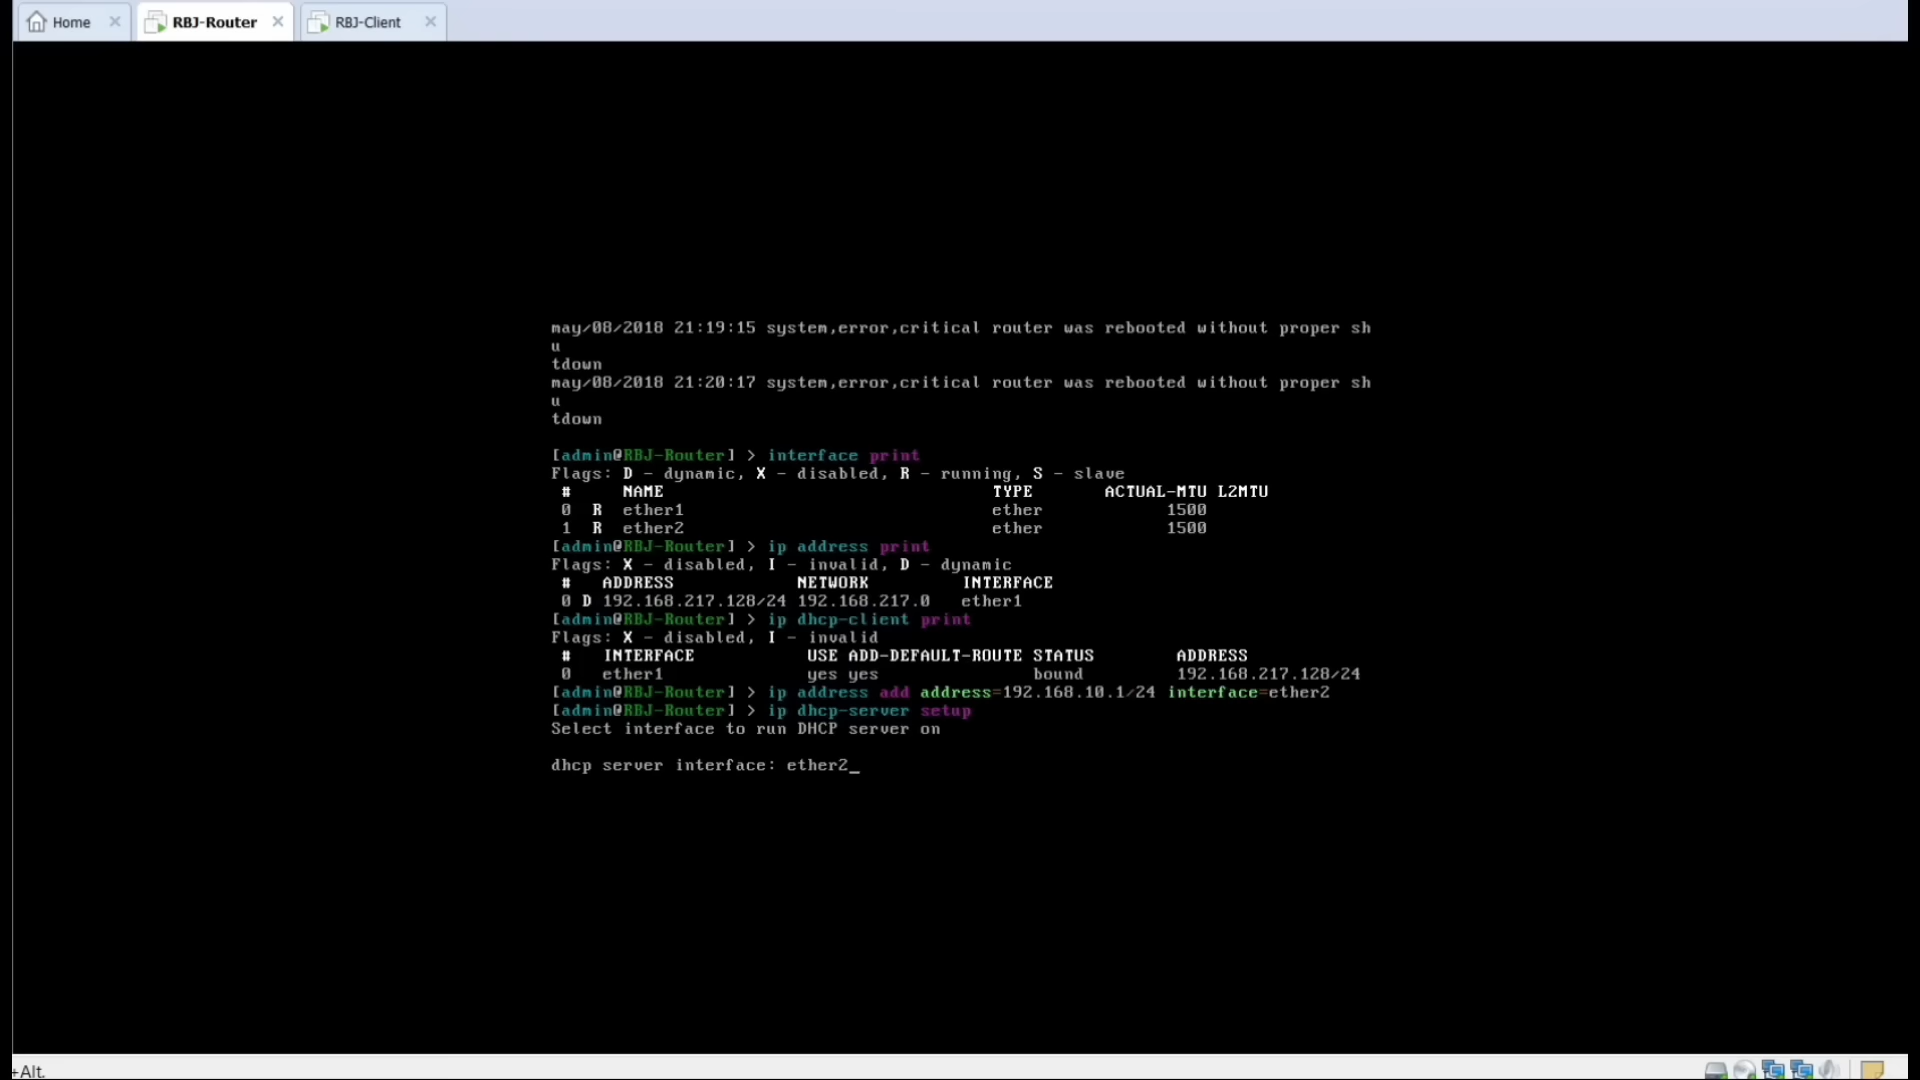 Home
RBJ-Router
RBJ-Client
may/08/2018 21:19:15 system,error,critical router was rebooted without proper sh
u
tdown
may/08/2018 21:20:17 system,error,critical router was rebooted without proper sh
u
tdown
[admin@RBJ-Router] > interface print
Flags: D - dynamic, X - disabled, R - running, S - slave
# NAME TYPE ACTUAL-MTU L2MTU
0 R ether1 ether 1500
1 R ether2 ether 1500
[admin@RBJ-Router] > ip address print
Flags: X - disabled, I - invalid, D - dynamic
# ADDRESS NETWORK INTERFACE
0 D 192.168.217.128/24 192.168.217.0 ether1
[admin@RBJ-Router] > ip dhcp-client print
Flags: X - disabled, I - invalid
# INTERFACE USE ADD-DEFAULT-ROUTE STATUS ADDRESS
0 ether1 yes yes bound 192.168.217.128/24
[admin@RBJ-Router] > ip address add address=192.168.10.1/24 interface=ether2
[admin@RBJ-Router] > ip dhcp-server setup
Select interface to run DHCP server on
dhcp server interface: ether2_
+Alt.